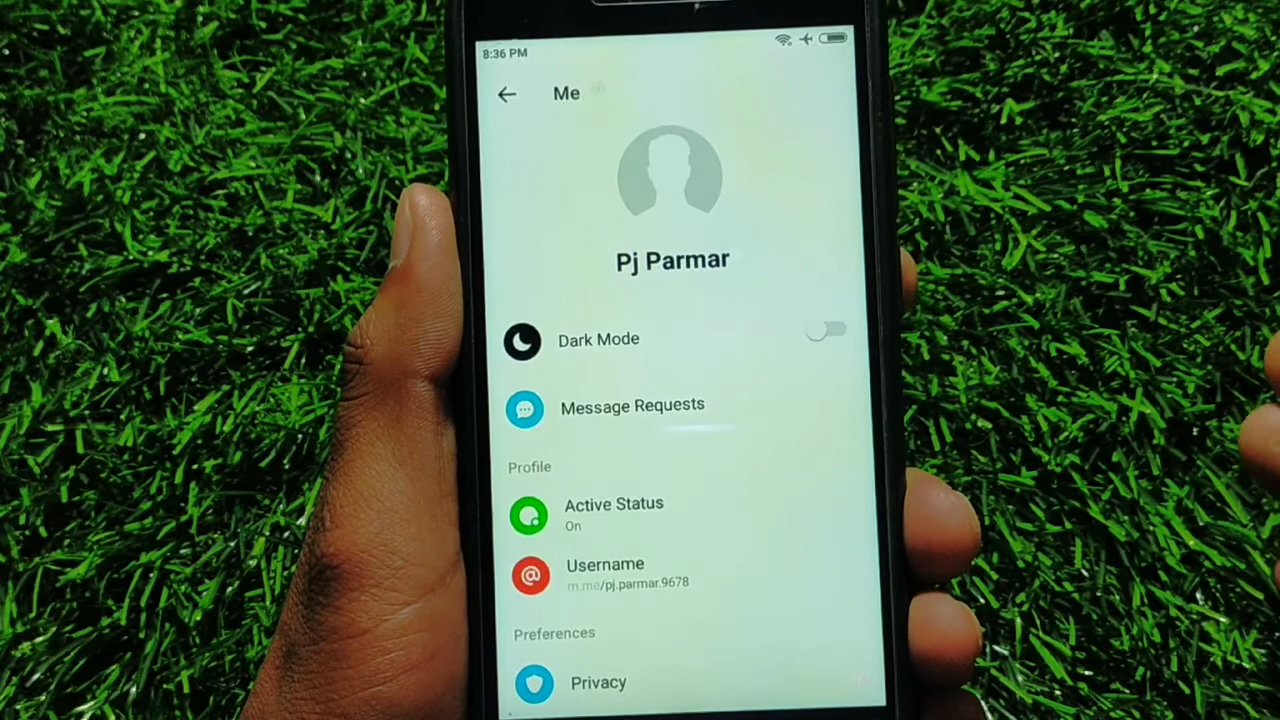 8:36 PM
Me
Pj Parmar
Dark Mode
Message Requests
Profile
Active Status
On
Username
m.me/pj.parmar.9678
Preferences
Privacy